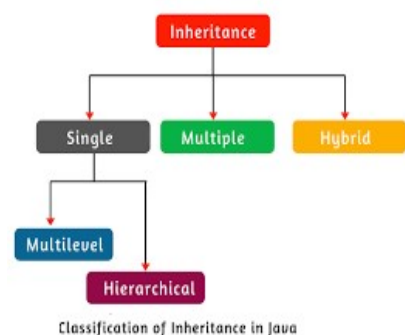 Inheritance
Single
Multiple
Hybrid
Multilevel
Hierarchical
Classification of Inheritance in Java